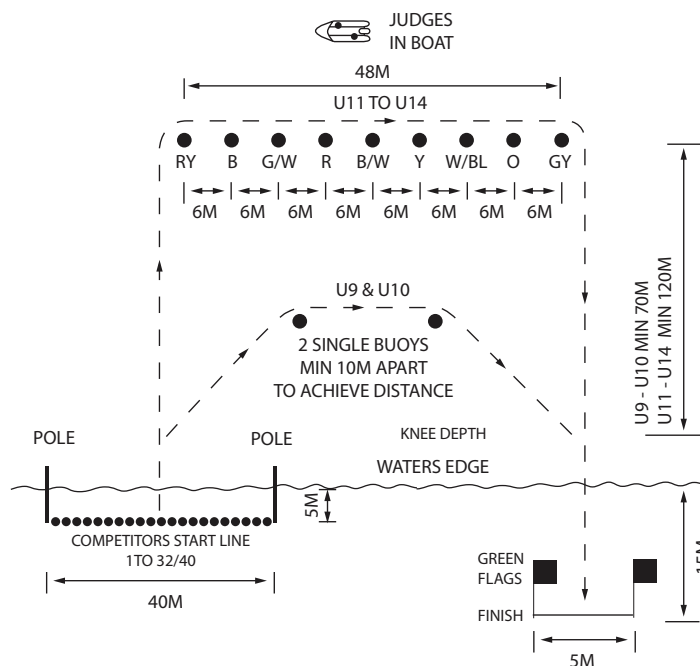 JUDGES
IN BOAT
48M
U11 TO U14
RY B G/W R B/W Y W/BL O GY
6M 6M 6M 6M 6M 6M 6M 6M
U9 & U10
2 SINGLE BUOYS
MIN 10M APART
TO ACHIEVE DISTANCE
U9 - U10 MIN 70M
U11 - U14 MIN 120M
POLE
POLE
KNEE DEPTH
WATERS EDGE
5M
COMPETITORS START LINE
1TO 32/40
40M
GREEN
FLAGS
FINISH
5M
15M